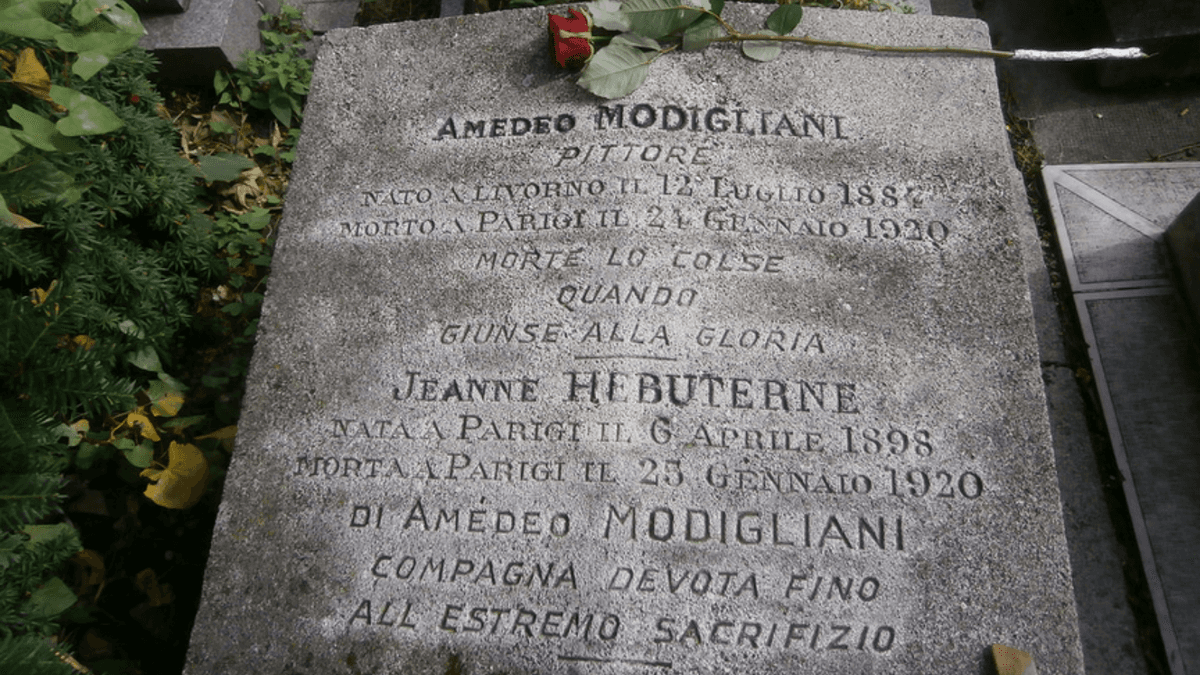 AMEDEO MODIGLIANI
PITTORE
NATO A LIVORNO IL 12 LUGLIO 1884
MORTO A PARIGI IL 24 GENNAIO 1920
MORTE LO COLSE
QUANDO
GIUNSE ALLA GLORIA
JEANNE HEBUTERNE
NATA A PARIGI IL 6 APRILE 1898
MORTA A PARIGI IL 25 GENNAIO 1920
DI AMEDEO MODIGLIANI
COMPAGNA DEVOTA FINO
ALL ESTREMO SACRIFIZIO